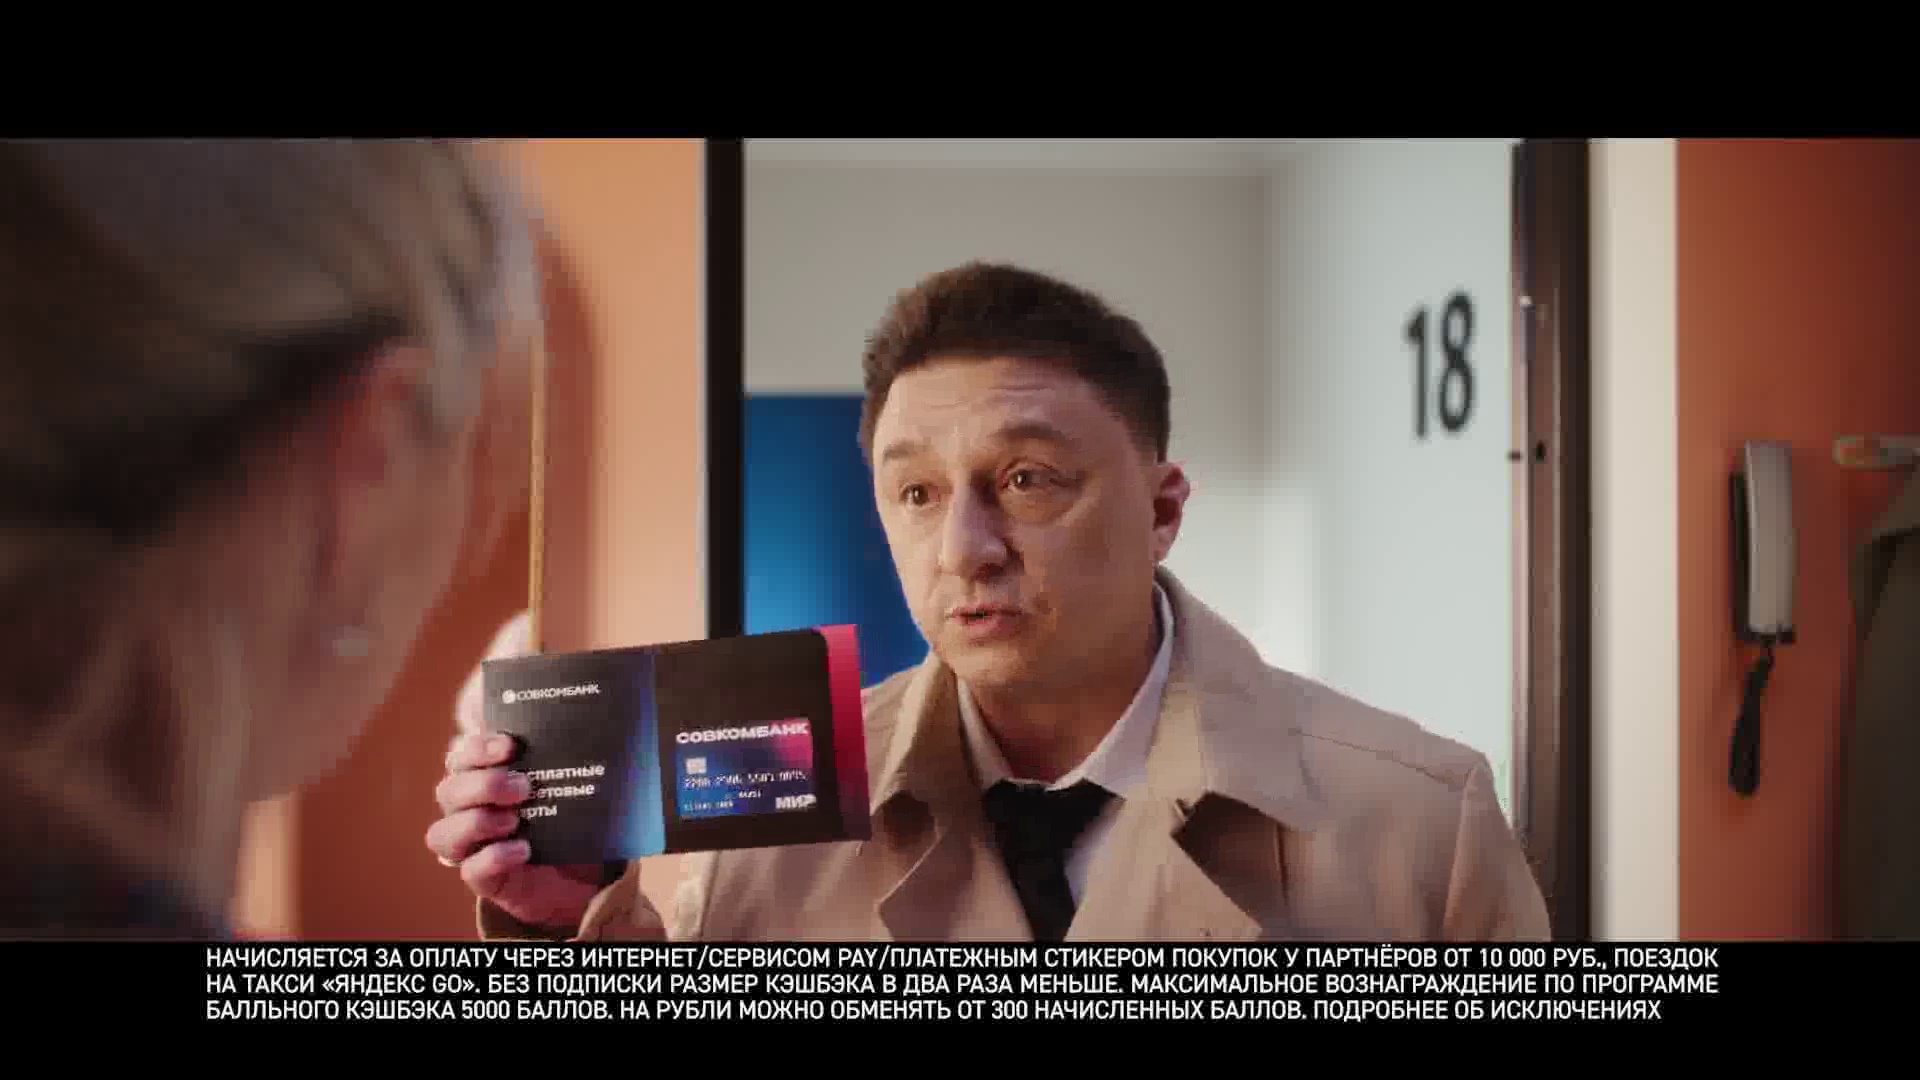 18
СОВКОМБАНК
СОВКОМБАНК
МИР
НАЧИСЛЯЕТСЯ ЗА ОПЛАТУ ЧЕРЕЗ ИНТЕРНЕТ/СЕРВИСОМ PAY/ПЛАТЕЖНЫМ СТИКЕРОМ ПОКУПОК У ПАРТНЁРОВ ОТ 10 000 РУБ., ПОЕЗДОК
НА ТАКСИ «ЯНДЕКС GO». БЕЗ ПОДПИСКИ РАЗМЕР КЭШБЭКА В ДВА РАЗА МЕНЬШЕ. МАКСИМАЛЬНОЕ ВОЗНАГРАЖДЕНИЕ ПО ПРОГРАММЕ
БАЛЛЬНОГО КЭШБЭКА 5000 БАЛЛОВ. НА РУБЛИ МОЖНО ОБМЕНЯТЬ ОТ 300 НАЧИСЛЕННЫХ БАЛЛОВ. ПОДРОБНЕЕ ОБ ИСКЛЮЧЕНИЯХ